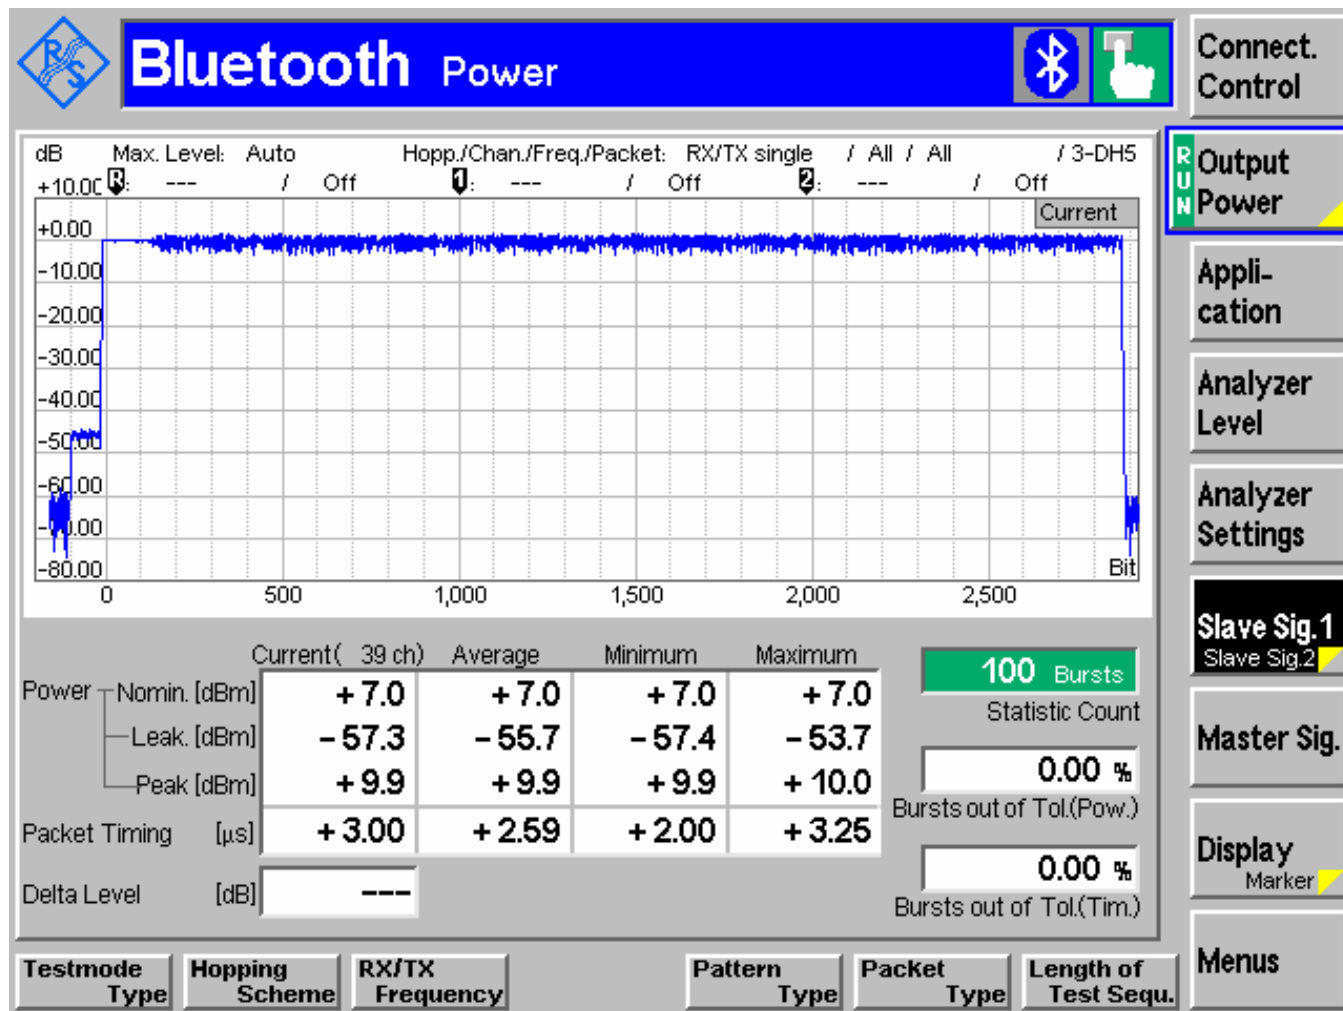 R S
Bluetooth Power
Connect.
Control
dB Max. Level: Auto Hopp./Chan./Freq./Packet: RX/TX single / All / All / 3-DH5
+10.00 R: --- / Off 1: --- / Off 2: --- / Off
Current
+0.00
-10.00
-20.00
-30.00
-40.00
-50.00
-60.00
-80.00
Bit
0 500 1,000 1,500 2,000 2,500
RUN
Output
Power
Appli-
cation
Analyzer
Level
Analyzer
Settings
Slave Sig.1
Slave Sig.2
Master Sig.
Display
Marker
Menus
Current( 39 ch) Average Minimum Maximum
Power Nomin. [dBm] +7.0 +7.0 +7.0 +7.0
Leak. [dBm] -57.3 -55.7 -57.4 -53.7
Peak [dBm] +9.9 +9.9 +9.9 +10.0
Packet Timing [µs] +3.00 +2.59 +2.00 +3.25
Delta Level [dB] ---
100 Bursts
Statistic Count
0.00 %
Bursts out of Tol.(Pow.)
0.00 %
Bursts out of Tol.(Tim.)
Testmode
Type
Hopping
Scheme
RX/TX
Frequency
Pattern
Type
Packet
Type
Length of
Test Sequ.